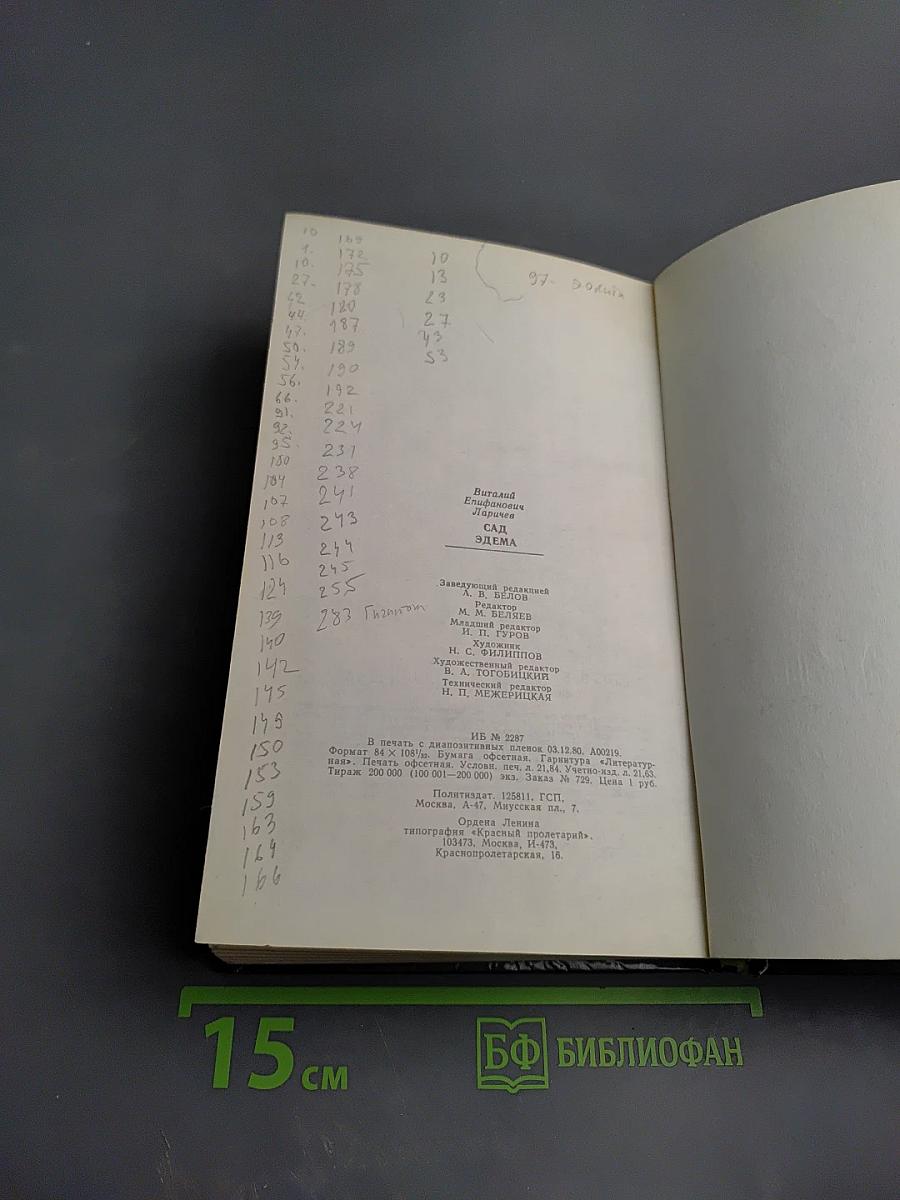 10
1.
10.
27.
42
44.
47.
50.
54.
56.
66.
91.
92.
95.
100
104
107
108
113
116
124
139
140
142
145
149
150
153
159
163
164
166
169
172
175
178
180
187
189
190
192
221
224
231
238
241
243
244
245
255
283
10
13
23
27
43
53
97-
Виталий
Епифанович
Ларичев
САД
ЭДЕМА
Заведующий редакцией
А. В. БЕЛОВ
Редактор
М. М. БЕЛЯЕВ
Младший редактор
И. П. ГУРОВ
Художник
Н. С. ФИЛИППОВ
Художественный редактор
В. А. ТОГОБИЦКИЙ
Технический редактор
Н. П. МЕЖЕРИЦКАЯ
ИБ № 2287
В печать с диапозитивных пленок 03.12.80. А00219.
Формат 84 × 108¹/₃₂. Бумага офсетная. Гарнитура «Литератур-
ная». Печать офсетная. Условн. печ. л. 21,84. Учетно-изд. л. 21,63.
Тираж 200 000 (100 001—200 000) экз. Заказ № 729. Цена 1 руб.
Политиздат. 125811, ГСП,
Москва, А-47, Миусская пл., 7.
Ордена Ленина
типография «Красный пролетарий».
103473, Москва, И-473,
Краснопролетарская, 16.
15 см
БФ БИБЛИОФАН